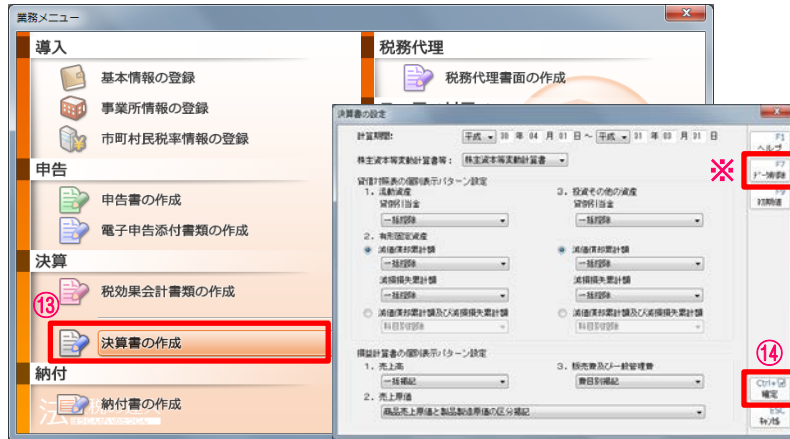 業務メニュー
導入
基本情報の登録
事業所情報の登録
市町村民税率情報の登録
申告
申告書の作成
電子申告添付書類の作成
決算
税効果会計書類の作成
⑬
決算書の作成
納付
納付書の作成
税務代理
税務代理書面の作成
決算書の設定
計算期間: 平成 30 年 04 月 01 日 ~ 平成 31 年 03 月 31 日
株主資本等変動計算書等: 株主資本等変動計算書
貸借対照表の個別表示パターン設定
1. 流動資産
貸倒引当金
一括控除
2. 有形固定資産
減価償却累計額
一括控除
減損損失累計額
一括控除
減価償却累計額及び減損損失累計額
科目別控除
3. 投資その他の資産
貸倒引当金
一括控除
減価償却累計額
一括控除
減損損失累計額
一括控除
減価償却累計額及び減損損失累計額
科目別控除
損益計算書の個別表示パターン設定
1. 売上高
一括補記
2. 売上原価
商品売上原価と製品製造原価の区分補記
3. 販売費及び一般管理費
費目別補記
F1
ヘルプ
※
F7
データ削除
F9
初期値
⑭
Ctrl+
確定
ESC
キャンセル